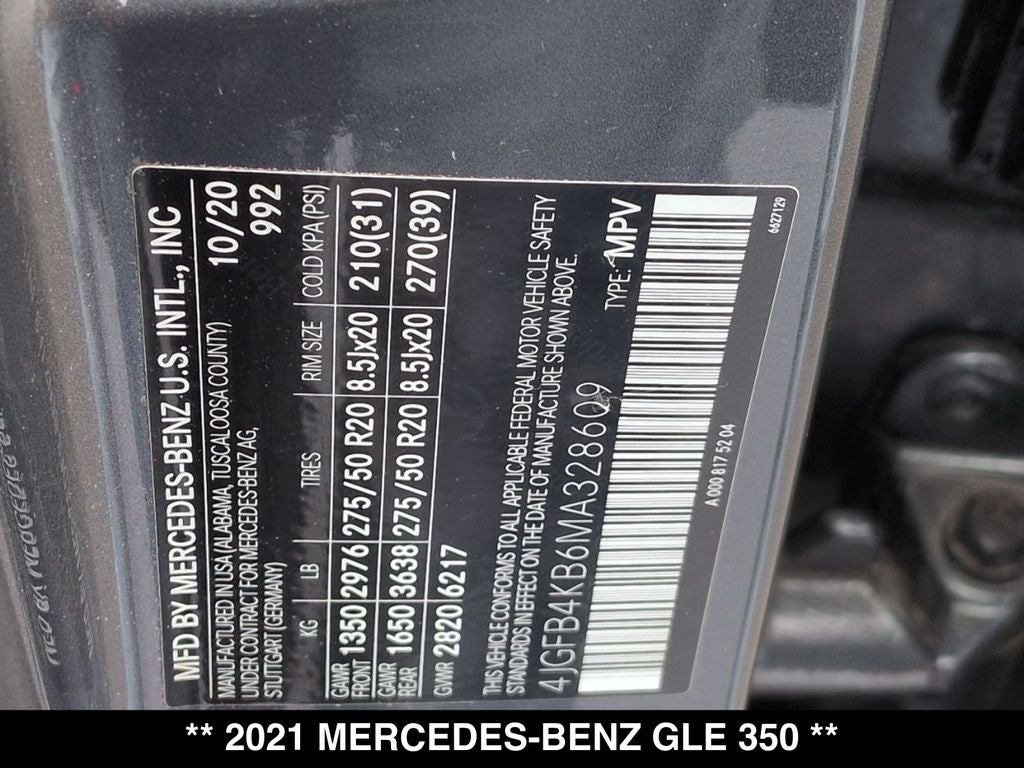 MFD BY MERCEDES-BENZ U.S. INTL., INC
MANUFACTURED IN USA (ALABAMA, TUSCALOOSA COUNTY) 10/20
UNDER CONTRACT FOR MERCEDES-BENZ AG, 992
STUTTGART (GERMANY)
KG LB TIRES RIM SIZE COLD KPA (PSI)
GAWR FRONT 1350 2976 275/50 R20 8.5Jx20 210(31)
GAWR REAR 1650 3638 275/50 R20 8.5Jx20 270(39)
GVWR 2820 6217
THIS VEHICLE CONFORMS TO ALL APPLICABLE FEDERAL MOTOR VEHICLE SAFETY
STANDARDS IN EFFECT ON THE DATE OF MANUFACTURE SHOWN ABOVE.
4JGFB4KB6MA328609 TYPE: MPV
A 000 817 52 04 6627129
** 2021 MERCEDES-BENZ GLE 350 **